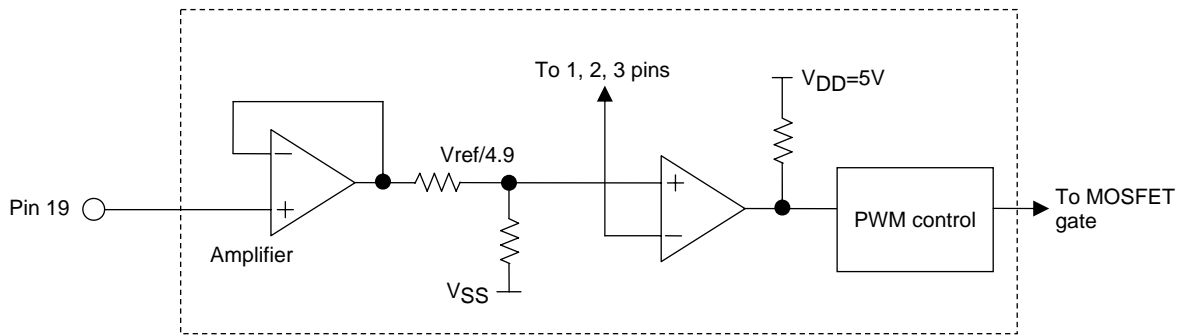 To 1, 2, 3 pins
VDD=5V
Vref/4.9
−
+
Amplifier
Pin 19
+
−
PWM control
To MOSFET
gate
VSS